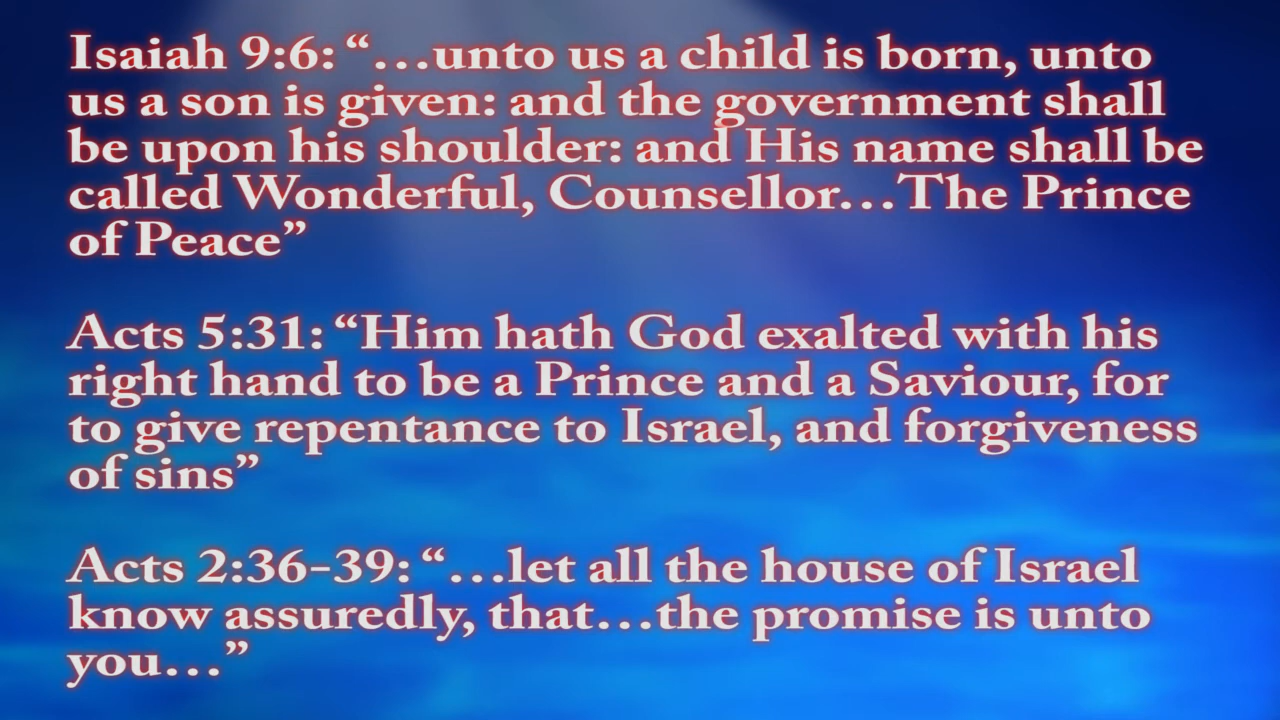 Isaiah 9:6: “…unto us a child is born, unto
us a son is given: and the government shall
be upon his shoulder: and His name shall be
called Wonderful, Counsellor…The Prince
of Peace”
Acts 5:31: “Him hath God exalted with his
right hand to be a Prince and a Saviour, for
to give repentance to Israel, and forgiveness
of sins”
Acts 2:36-39: “…let all the house of Israel
know assuredly, that…the promise is unto
you…”